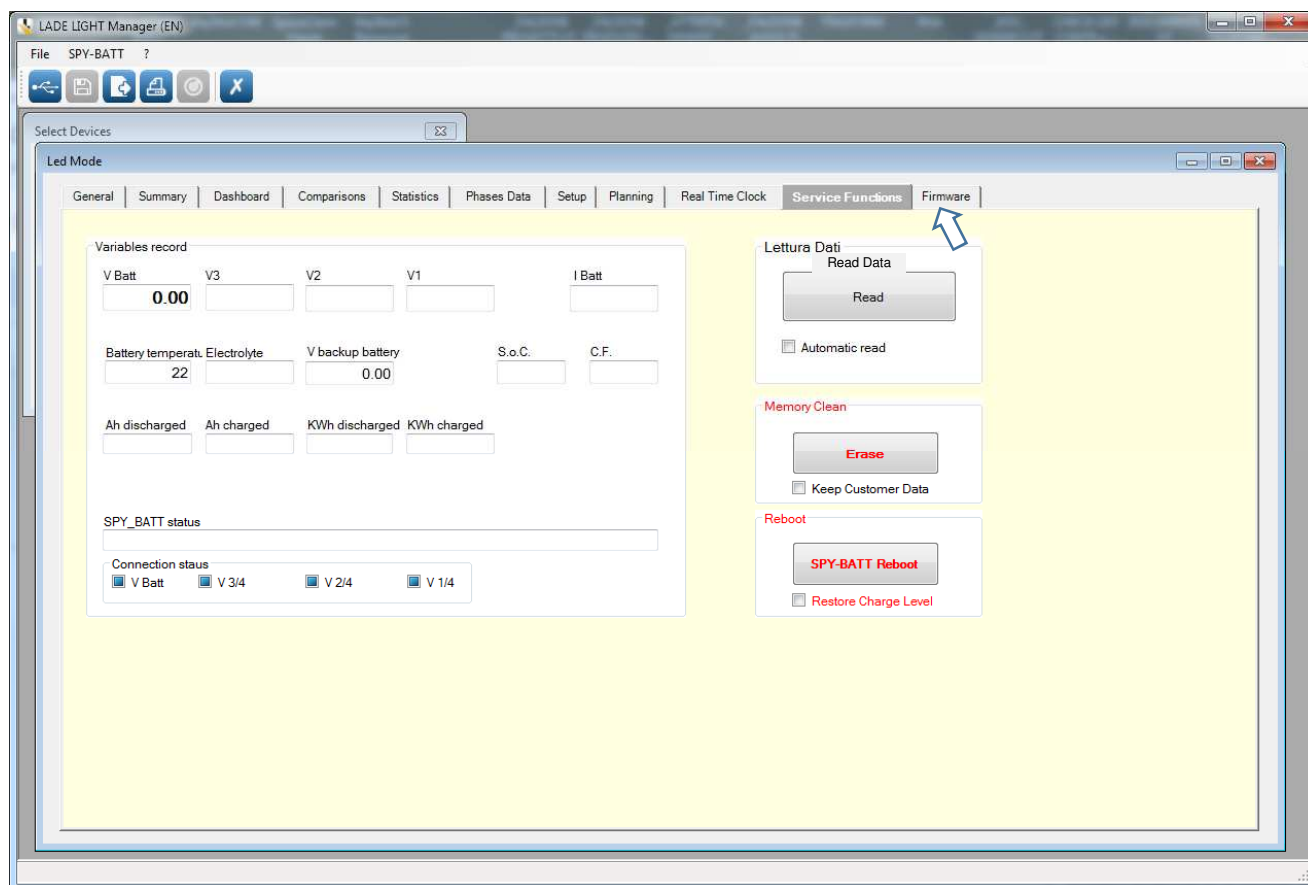 LADE LIGHT Manager (EN)
File SPY-BATT ?
Select Devices
Led Mode
General Summary Dashboard Comparisons Statistics Phases Data Setup Planning Real Time Clock Service Functions Firmware
Variables record
V Batt V3 V2 V1 I Batt
0.00
Battery temperatu Electrolyte V backup battery S.o.C. C.F.
22 0.00
Ah discharged Ah charged KWh discharged KWh charged
SPY_BATT status
Connection staus
V Batt V 3/4 V 2/4 V 1/4
Lettura Dati
Read Data
Read
Automatic read
Memory Clean
Erase
Keep Customer Data
Reboot
SPY-BATT Reboot
Restore Charge Level